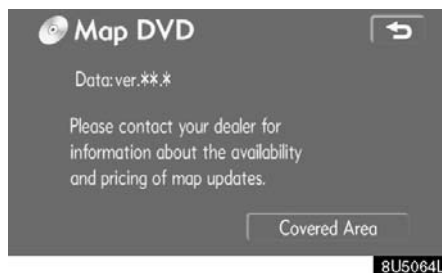 Map DVD
Data:ver.**.*
Please contact your dealer for
information about the availability
and pricing of map updates.
Covered Area
8U5064L